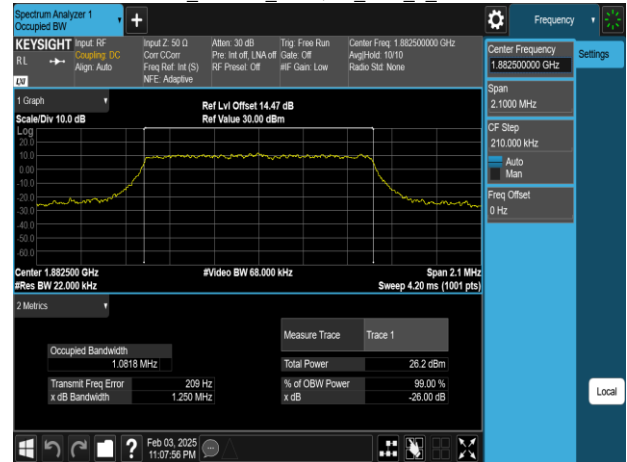 Spectrum Analyzer 1
Occupied BW
Frequency
KEYSIGHT
RL
LXI
Input: RF
Coupling: DC
Align: Auto
Input Z: 50 Ω
Corr CCorr
Freq Ref: Int (S)
NFE: Adaptive
Atten: 30 dB
Pre: Int off, LNA off
RF Presel: Off
Trig: Free Run
Gate: Off
#IF Gain: Low
Center Freq: 1.882500000 GHz
Avg|Hold: 10/10
Radio Std: None
Center Frequency
1.882500000 GHz
Settings
Span
2.1000 MHz
CF Step
210.000 kHz
Auto
Man
Freq Offset
0 Hz
Local
1 Graph
Scale/Div 10.0 dB
Ref Lvl Offset 14.47 dB
Ref Value 30.00 dBm
Log
20.0
10.0
0.00
-10.0
-20.0
-30.0
-40.0
-50.0
-60.0
Center 1.882500 GHz
#Video BW 68.000 kHz
Span 2.1 MHz
#Res BW 22.000 kHz
Sweep 4.20 ms (1001 pts)
2 Metrics
Measure Trace
Trace 1
Occupied Bandwidth
1.0818 MHz
Total Power
26.2 dBm
Transmit Freq Error
209 Hz
% of OBW Power
99.00 %
x dB Bandwidth
1.250 MHz
x dB
-26.00 dB
Feb 03, 2025
11:07:56 PM